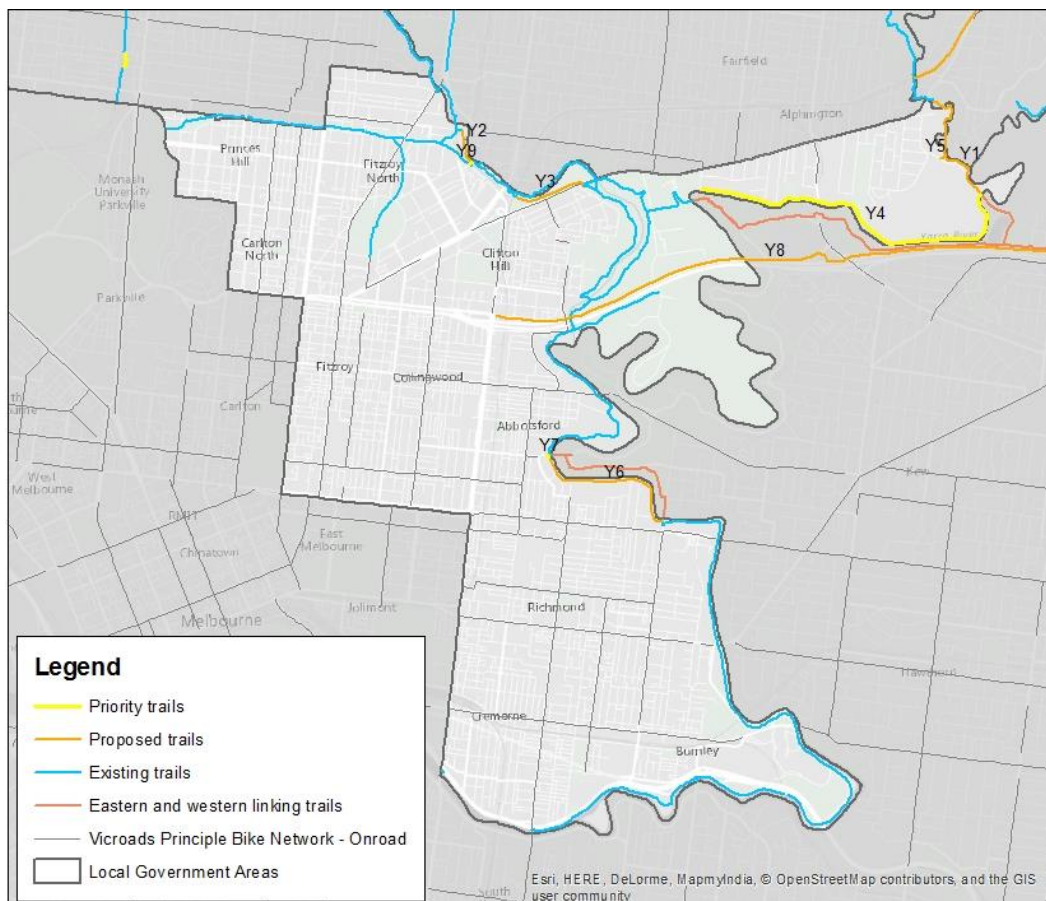 Fairfield
Alphington
Y2
Y5
Y1
Princes
Hill
Y9
Fitzroy
North
Y3
Monash
University
Parkville
Y4
Yarra River
Carlton
North
Clifton
Hill
Y8
Parkville
Fitzroy
Collingwood
Carlton
Abbotsford
Y7
Kew
Y6
West
Melbourne
RMIT
East
Melbourne
Chinatown
Jolimont
Richmond
Melbourne
Hawthorn
Cremorne
Burnley
South
Legend
Priority trails
Proposed trails
Existing trails
Eastern and western linking trails
Vicroads Principle Bike Network - Onroad
Local Government Areas
Esri, HERE, DeLorme, MapmyIndia, © OpenStreetMap contributors, and the GIS
user community